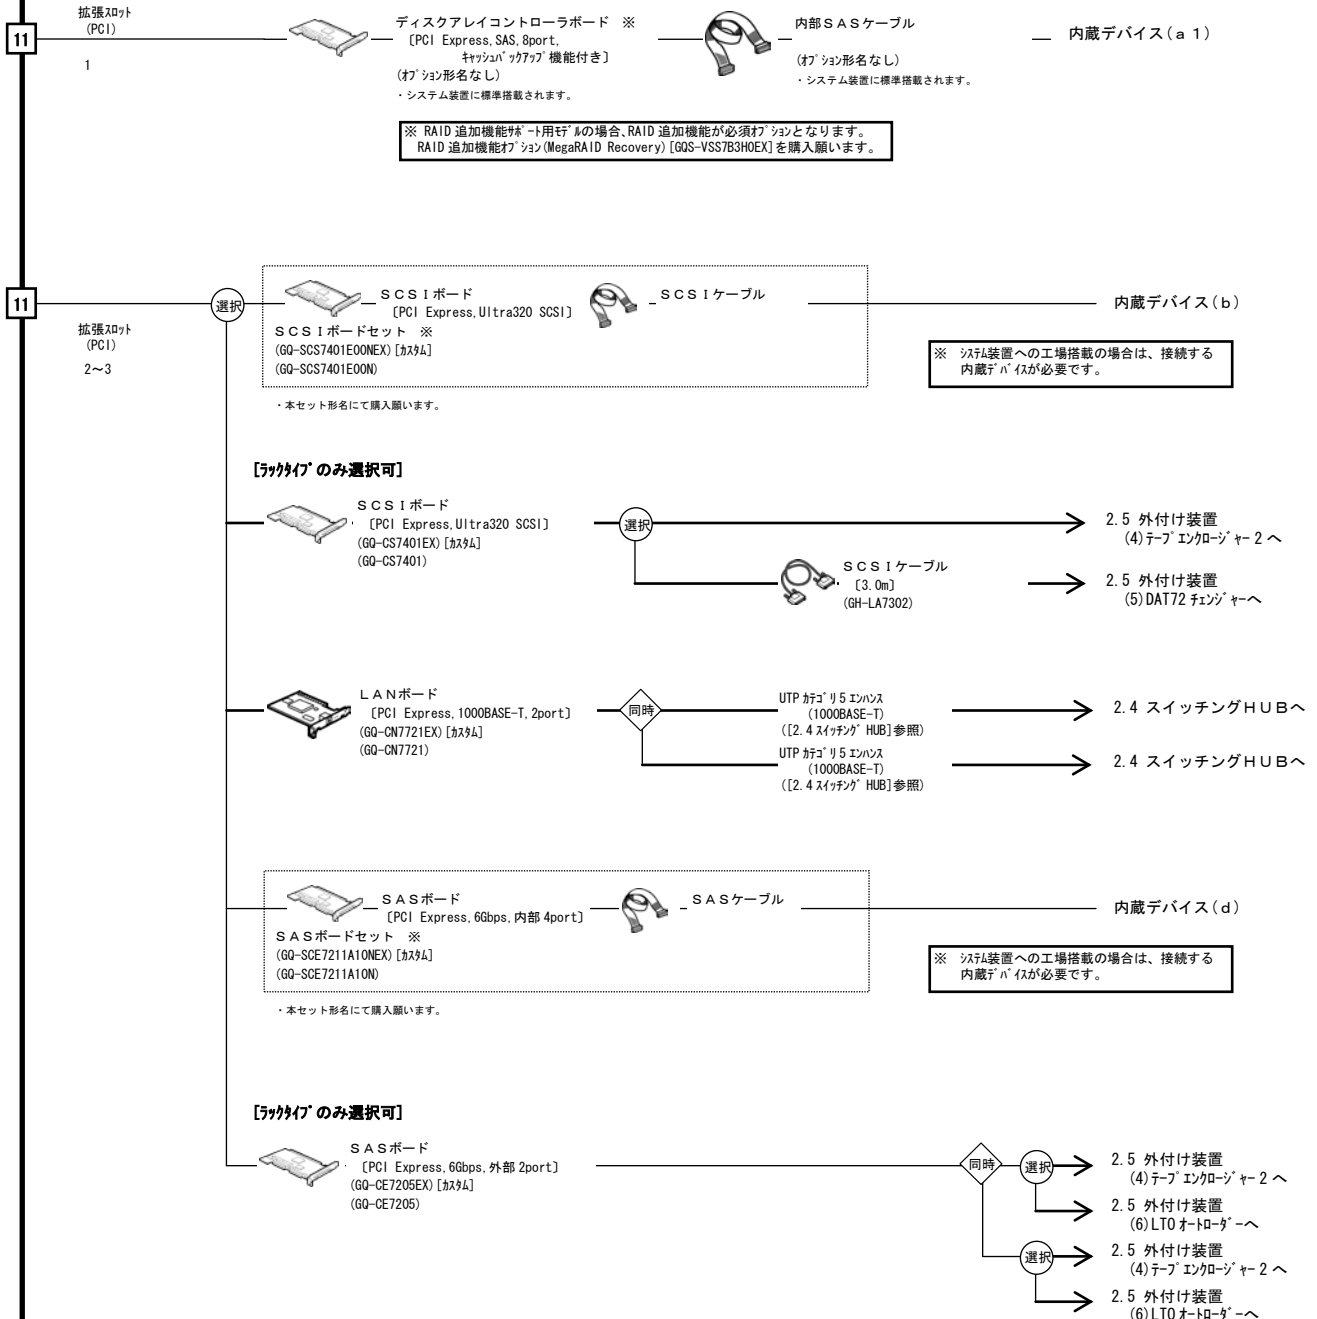 11
拡張ｽﾛｯﾄ
(PCI)
1
ディスクアレイコントローラボード ※
〔PCI Express,SAS,8port,
ｷｬｯｼｭﾊﾞｯｸｱｯﾌﾟ機能付き〕
(ｵﾌﾟｼｮﾝ形名なし)
・システム装置に標準搭載されます。
内部ＳＡＳケーブル
(ｵﾌﾟｼｮﾝ形名なし)
・システム装置に標準搭載されます。
内蔵デバイス(ａ１)
※ RAID 追加機能ｻﾎﾟｰﾄ用ﾓﾃﾞﾙの場合､RAID 追加機能が必須ｵﾌﾟｼｮﾝとなります。
RAID 追加機能ｵﾌﾟｼｮﾝ(MegaRAID Recovery)[GQS-VSS7B3H0EX]を購入願います。
11
拡張ｽﾛｯﾄ
(PCI)
2～3
選択
ＳＣＳＩボード
〔PCI Express,Ultra320 SCSI〕
ＳＣＳＩケーブル
ＳＣＳＩボードセット ※
(GQ-SCS7401E00NEX)[ｶｽﾀﾑ]
(GQ-SCS7401E00N)
・本セット形名にて購入願います。
内蔵デバイス(ｂ)
※ ｼｽﾃﾑ装置への工場搭載の場合は、接続する
内蔵ﾃﾞﾊﾞｲｽが必要です。
[ﾗｯｸﾀｲﾌﾟのみ選択可]
ＳＣＳＩボード
〔PCI Express,Ultra320 SCSI〕
(GQ-CS7401EX)[ｶｽﾀﾑ]
(GQ-CS7401)
選択
2.5 外付け装置
(4)ﾃｰﾌﾟｴﾝｸﾛｰｼﾞｬｰ2 へ
ＳＣＳＩケーブル
〔3.0m〕
(GH-LA7302)
2.5 外付け装置
(5)DAT72 ﾁｪﾝｼﾞｬｰへ
ＬＡＮボード
〔PCI Express,1000BASE-T,2port〕
(GQ-CN7721EX)[ｶｽﾀﾑ]
(GQ-CN7721)
同時
UTP ｶﾃｺﾞﾘ 5 ｴﾝﾊﾝｽ
(1000BASE-T)
([2.4 ｽｲｯﾁﾝｸﾞ HUB]参照)
2.4 スイッチングＨＵＢへ
UTP ｶﾃｺﾞﾘ 5 ｴﾝﾊﾝｽ
(1000BASE-T)
([2.4 ｽｲｯﾁﾝｸﾞ HUB]参照)
2.4 スイッチングＨＵＢへ
ＳＡＳボード
〔PCI Express,6Gbps,内部 4port〕
ＳＡＳケーブル
ＳＡＳボードセット ※
(GQ-SCE7211A10NEX)[ｶｽﾀﾑ]
(GQ-SCE7211A10N)
・本セット形名にて購入願います。
内蔵デバイス(ｄ)
※ ｼｽﾃﾑ装置への工場搭載の場合は、接続する
内蔵ﾃﾞﾊﾞｲｽが必要です。
[ﾗｯｸﾀｲﾌﾟのみ選択可]
ＳＡＳボード
〔PCI Express,6Gbps,外部 2port〕
(GQ-CE7205EX)[ｶｽﾀﾑ]
(GQ-CE7205)
同時
選択
2.5 外付け装置
(4)ﾃｰﾌﾟｴﾝｸﾛｰｼﾞｬｰ2 へ
2.5 外付け装置
(6)LTO ｵｰﾄﾛｰﾀﾞｰへ
選択
2.5 外付け装置
(4)ﾃｰﾌﾟｴﾝｸﾛｰｼﾞｬｰ2 へ
2.5 外付け装置
(6)LTO ｵｰﾄﾛｰﾀﾞｰへ